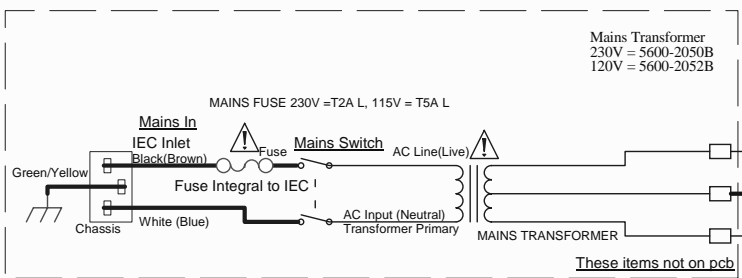 Mains Transformer
230V = 5600-2050B
120V = 5600-2052B
MAINS FUSE 230V =T2A L, 115V = T5A L
Mains In
IEC Inlet
Black(Brown)
Fuse
Mains Switch
AC Line(Live)
Green/Yellow
Fuse Integral to IEC
Chassis
White (Blue)
AC Input (Neutral)
Transformer Primary
MAINS TRANSFORMER
These items not on pcb